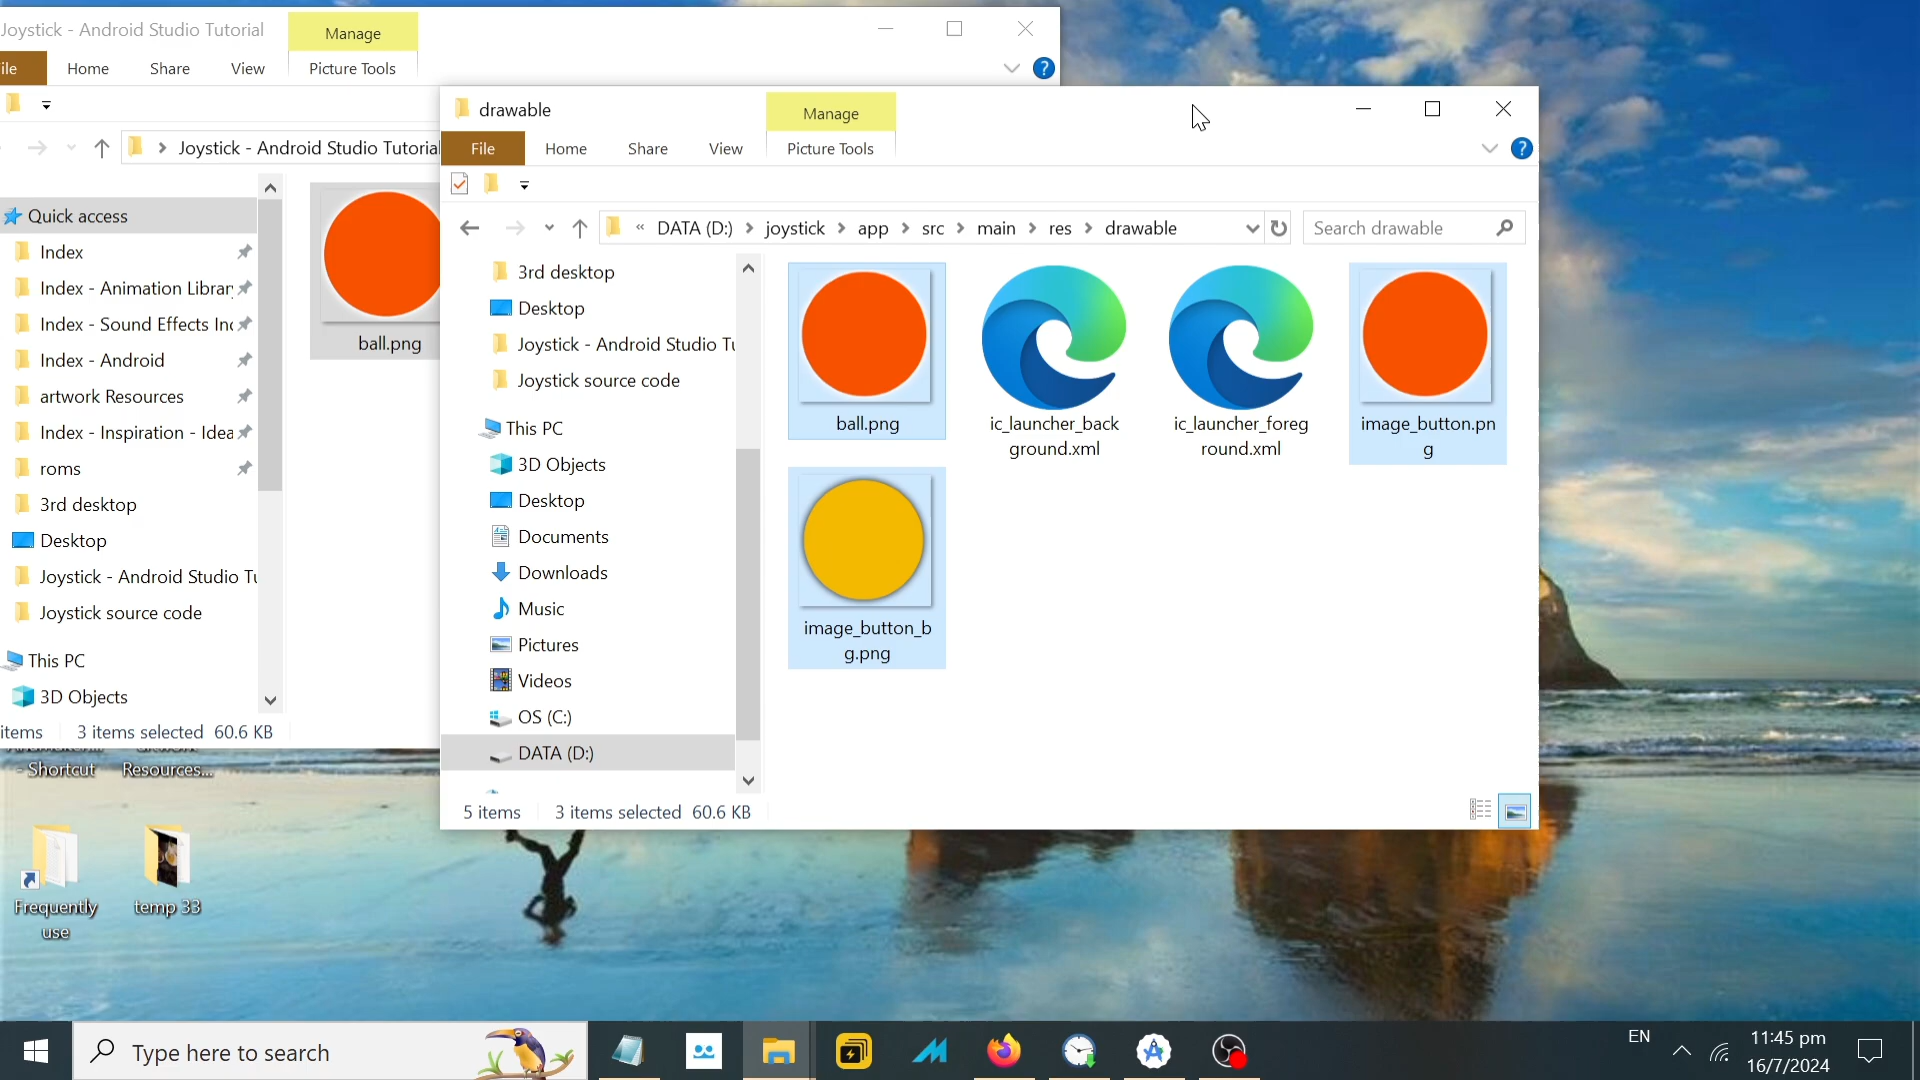 Joystick - Android Studio Tutorial
Manage
ile
Home
Share
View
Picture Tools
Joystick - Android Studio Tutorial
Quick access
Index
Index - Animation Librar
Index - Sound Effects Inc
Index - Android
artwork Resources
Index - Inspiration - Idea
roms
3rd desktop
Desktop
Joystick - Android Studio Tu
Joystick source code
This PC
3D Objects
items
3 items selected 60.6 KB
ball.png
drawable
Manage
File
Home
Share
View
Picture Tools
« DATA (D:) > joystick > app > src > main > res > drawable
Search drawable
3rd desktop
Desktop
Joystick - Android Studio Tu
Joystick source code
This PC
3D Objects
Desktop
Documents
Downloads
Music
Pictures
Videos
OS (C:)
DATA (D:)
ball.png
ic_launcher_back
ground.xml
ic_launcher_foreg
round.xml
image_button.pn
g
image_button_b
g.png
5 items
3 items selected 60.6 KB
- Shortcut
Resources...
Frequently
use
temp 33
Type here to search
EN
11:45 pm
16/7/2024